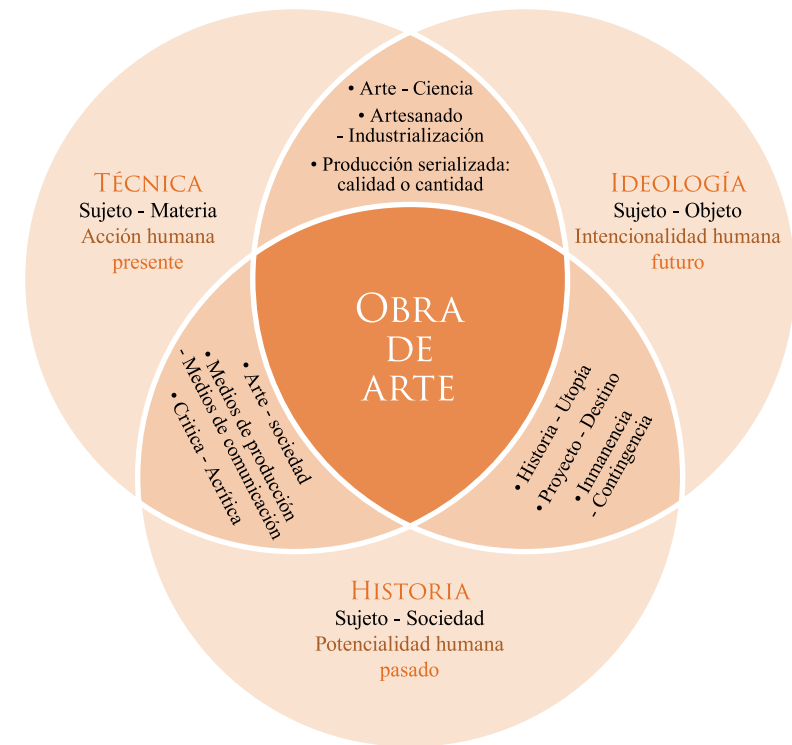 • Arte - Ciencia
• Artesanado
- Industrialización
• Producción serializada:
calidad o cantidad
TÉCNICA
Sujeto - Materia
Acción humana
presente
IDEOLOGÍA
Sujeto - Objeto
Intencionalidad humana
futuro
OBRA
DE
ARTE
• Arte - sociedad
• Medios de producción
- Medios de comunicación
• Critica - Acrítica
• Historia - Utopía
• Proyecto - Destino
• Inmanencia
- Contingencia
HISTORIA
Sujeto - Sociedad
Potencialidad humana
pasado